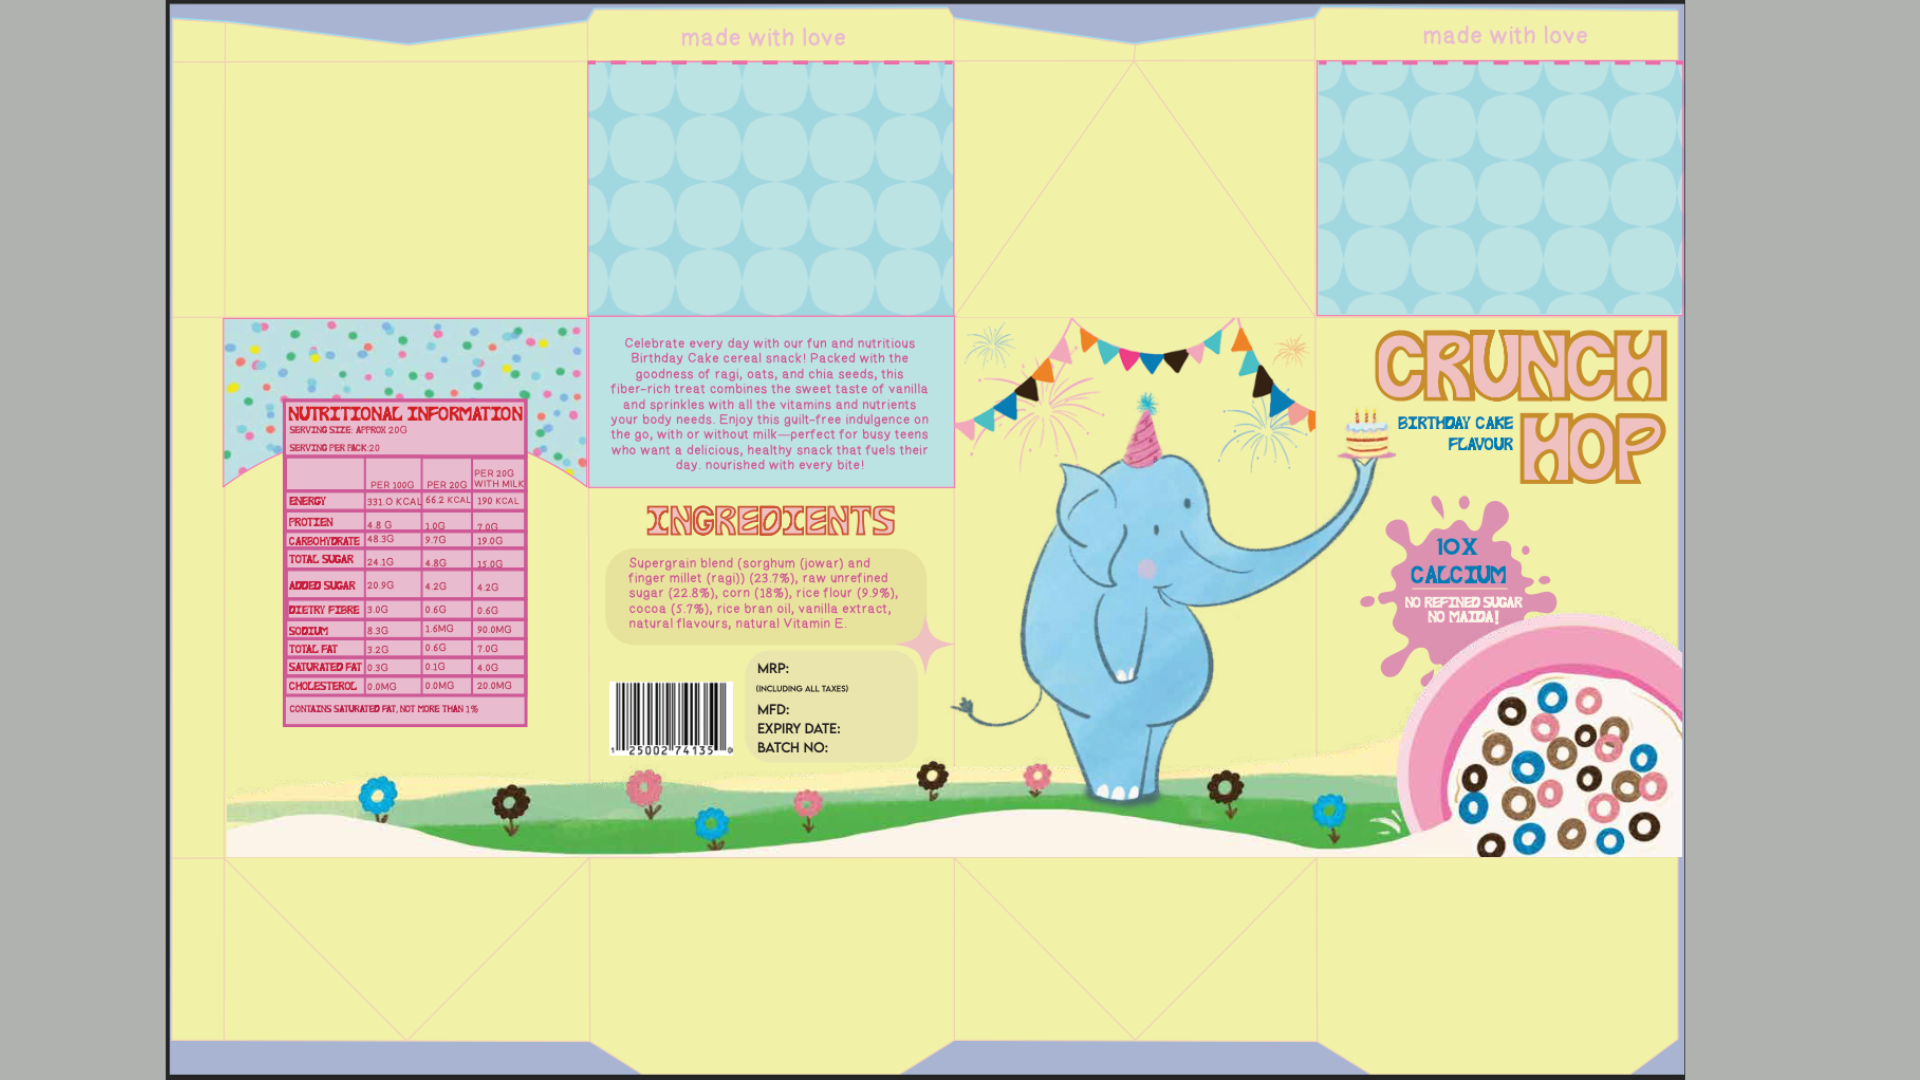 made with love
made with love
NUTRITIONAL INFORMATION
SERVING SIZE: APPROX 20G
SERVING PER PACK:20
PER 100G PER 20G PER 20G WITH MILK
ENERGY 331.0 KCAL 66.2 KCAL 190 KCAL
PROTIEN 4.8 G 1.0G 7.0G
CARBOHYDRATE 48.3G 9.7G 19.0G
TOTAL SUGAR 24.1G 4.8G 15.0G
ADDED SUGAR 20.9G 4.2G 4.2G
DIETRY FIBRE 3.0G 0.6G 0.6G
SODIUM 8.3G 1.6MG 90.0MG
TOTAL FAT 3.2G 0.6G 7.0G
SATURATED FAT 0.3G 0.1G 4.0G
CHOLESTEROL 0.0MG 0.0MG 20.0MG
CONTAINS SATURATED FAT, NOT MORE THAN 1%
Celebrate every day with our fun and nutritious
Birthday Cake cereal snack! Packed with the
goodness of ragi, oats, and chia seeds, this
fiber-rich treat combines the sweet taste of vanilla
and sprinkles with all the vitamins and nutrients
your body needs. Enjoy this guilt-free indulgence on
the go, with or without milk—perfect for busy teens
who want a delicious, healthy snack that fuels their
day. nourished with every bite!
INGREDIENTS
Supergrain blend (sorghum (jowar) and
finger millet (ragi)) (23.7%), raw unrefined
sugar (22.8%), corn (18%), rice flour (9.9%),
cocoa (5.7%), rice bran oil, vanilla extract,
natural flavours, natural Vitamin E.
MRP:
(INCLUDING ALL TAXES)
MFD:
EXPIRY DATE:
BATCH NO:
1 25002 74135 0
CRUNCH
HOP
BIRTHDAY CAKE
FLAVOUR
10X
CALCIUM
NO REFINED SUGAR
NO MAIDA!